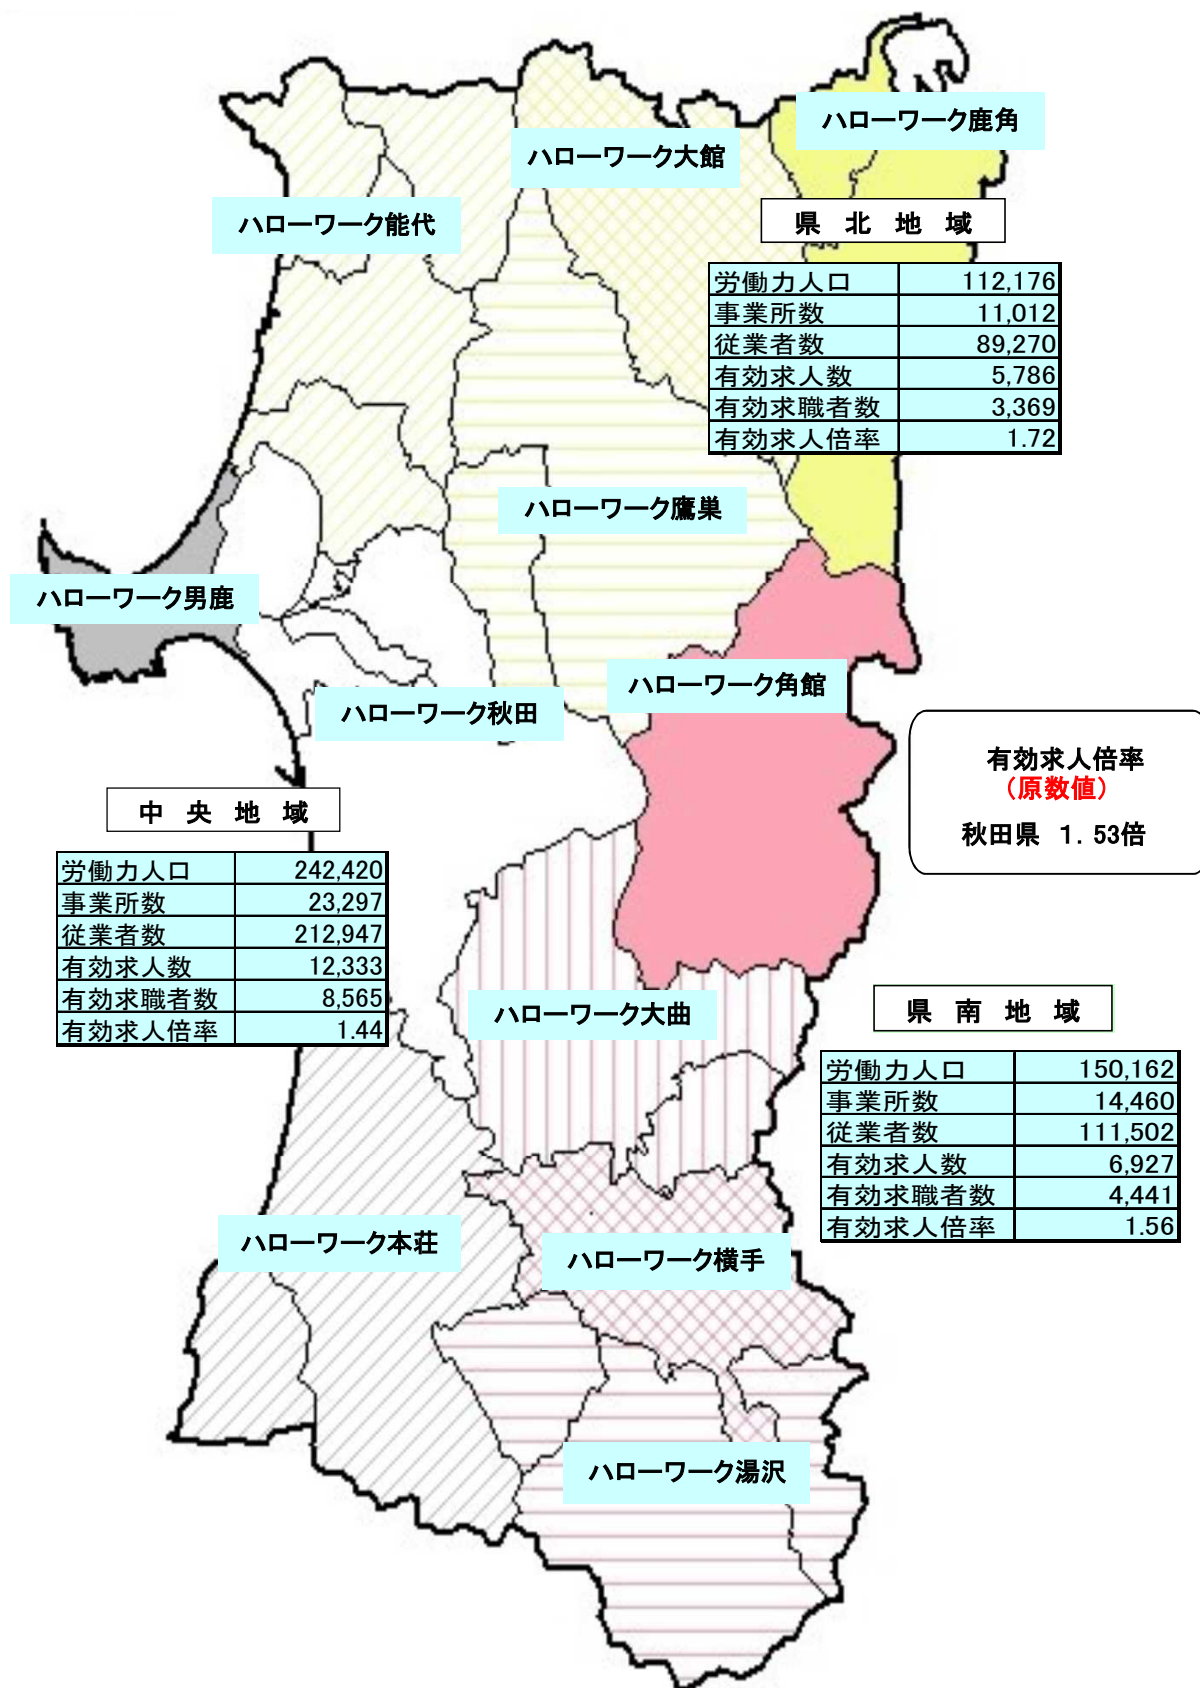 ハローワーク鹿角
ハローワーク大館
ハローワーク能代
県北地域
労働力人口 112,176
事業所数 11,012
従業者数 89,270
有効求人数 5,786
有効求職者数 3,369
有効求人倍率 1.72
ハローワーク鷹巣
ハローワーク男鹿
ハローワーク角館
ハローワーク秋田
有効求人倍率
(原数値)
秋田県 1.53倍
中央地域
労働力人口 242,420
事業所数 23,297
従業者数 212,947
有効求人数 12,333
有効求職者数 8,565
有効求人倍率 1.44
ハローワーク大曲
県南地域
労働力人口 150,162
事業所数 14,460
従業者数 111,502
有効求人数 6,927
有効求職者数 4,441
有効求人倍率 1.56
ハローワーク本荘
ハローワーク横手
ハローワーク湯沢